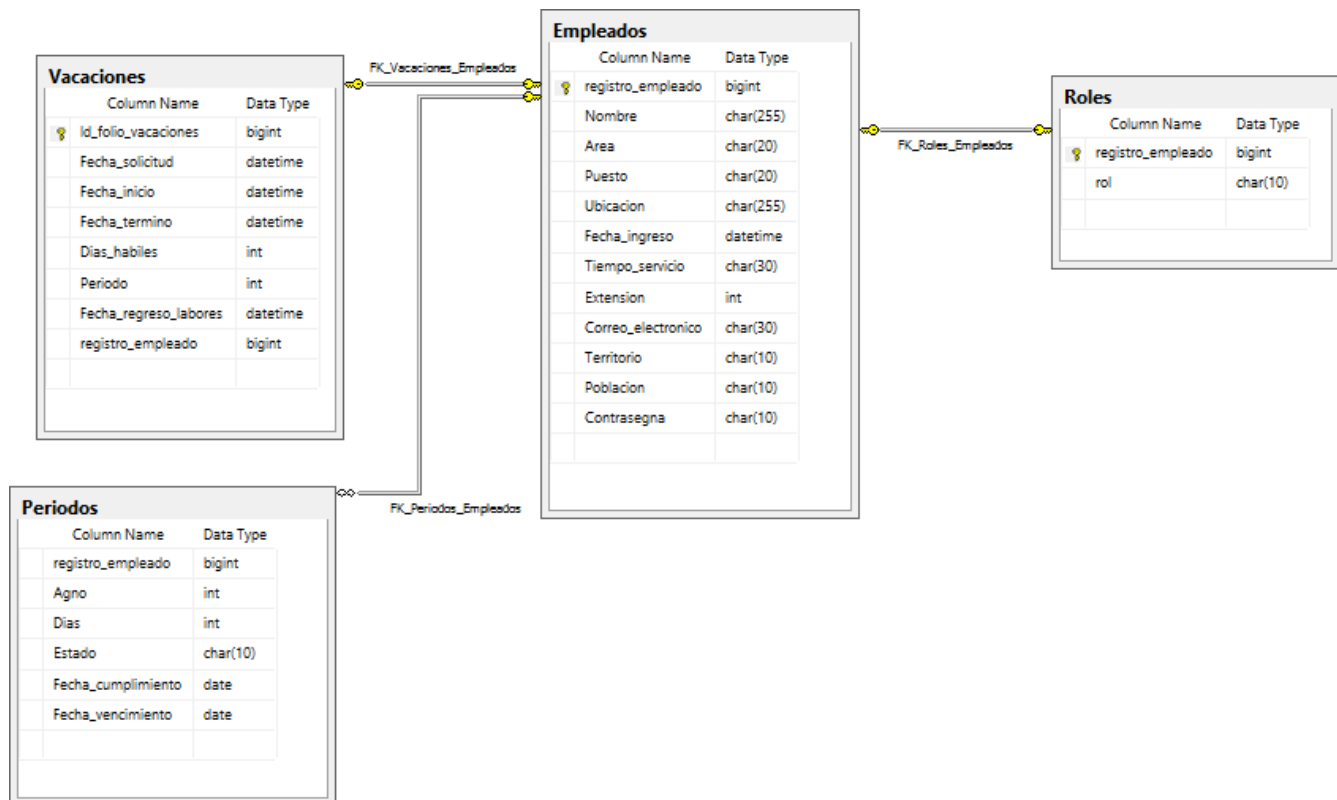 Vacaciones
Column Name Data Type
Id_folio_vacaciones bigint
Fecha_solicitud datetime
Fecha_inicio datetime
Fecha_termino datetime
Dias_habiles int
Periodo int
Fecha_regreso_labores datetime
registro_empleado bigint
FK_Vacaciones_Empleados
Empleados
Column Name Data Type
registro_empleado bigint
Nombre char(255)
Area char(20)
Puesto char(20)
Ubicacion char(255)
Fecha_ingreso datetime
Tiempo_servicio char(30)
Extension int
Correo_electronico char(30)
Territorio char(10)
Poblacion char(10)
Contrasegna char(10)
FK_Roles_Empleados
Roles
Column Name Data Type
registro_empleado bigint
rol char(10)
Periodos
Column Name Data Type
registro_empleado bigint
Agno int
Dias int
Estado char(10)
Fecha_cumplimiento date
Fecha_vencimiento date
FK_Periodos_Empleados